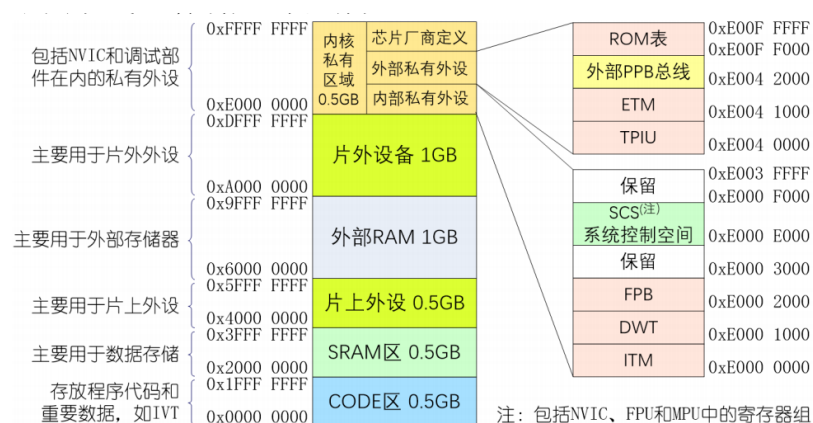 包括NVIC和调试部
件在内的私有外设
0xFFFF FFFF
0xE000 0000
内核
私有
区域
0.5GB
芯片厂商定义
外部私有外设
内部私有外设
主要用于片外外设
0xDFFF FFFF
0xA000 0000
片外设备 1GB
主要用于外部存储器
0x9FFF FFFF
0x6000 0000
外部RAM 1GB
主要用于片上外设
0x5FFF FFFF
0x4000 0000
片上外设 0.5GB
主要用于数据存储
0x3FFF FFFF
0x2000 0000
SRAM区 0.5GB
存放程序代码和
重要数据，如IVT
0x1FFF FFFF
0x0000 0000
CODE区 0.5GB
ROM表
0xE00F FFFF
0xE00F F000
外部PPB总线
0xE004 2000
ETM
0xE004 1000
TPIU
0xE004 0000
保留
0xE003 FFFF
0xE000 F000
SCS(注)
系统控制空间
0xE000 E000
保留
0xE000 3000
FPB
0xE000 2000
DWT
0xE000 1000
ITM
0xE000 0000
注：包括NVIC、FPU和MPU中的寄存器组